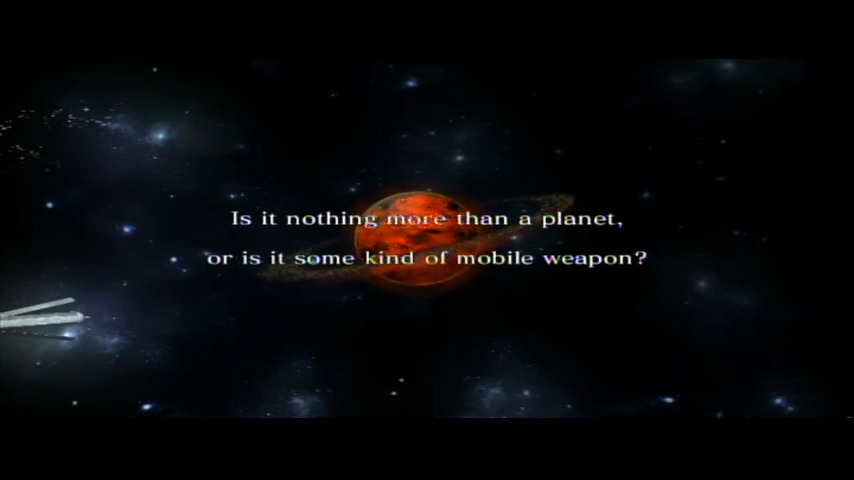 Is it nothing more than a planet,
or is it some kind of mobile weapon?